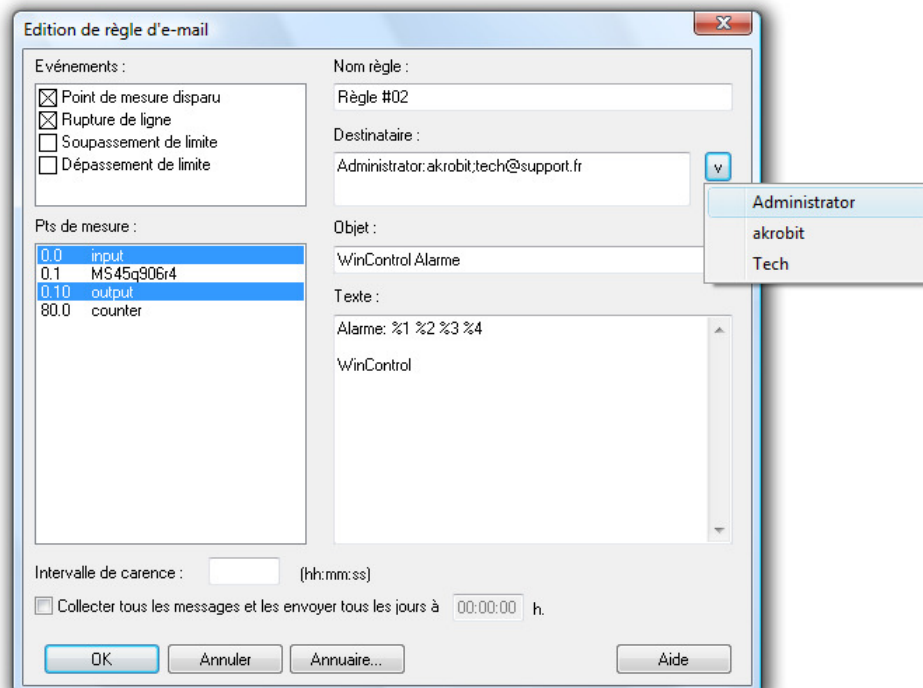 Edition de règle d'e-mail
Evénements :
Point de mesure disparu
Rupture de ligne
Soupassement de limite
Dépassement de limite
Nom règle :
Règle #02
Destinataire :
Administrator:akrobit;tech@support.fr
v
Administrator
akrobit
Tech
Pts de mesure :
0.0 input
0.1 MS45q906r4
0.10 output
80.0 counter
Objet :
WinControl Alarme
Texte :
Alarme: %1 %2 %3 %4
WinControl
Intervalle de carence : (hh:mm:ss)
Collecter tous les messages et les envoyer tous les jours à 00:00:00 h.
OK Annuler Annuaire... Aide